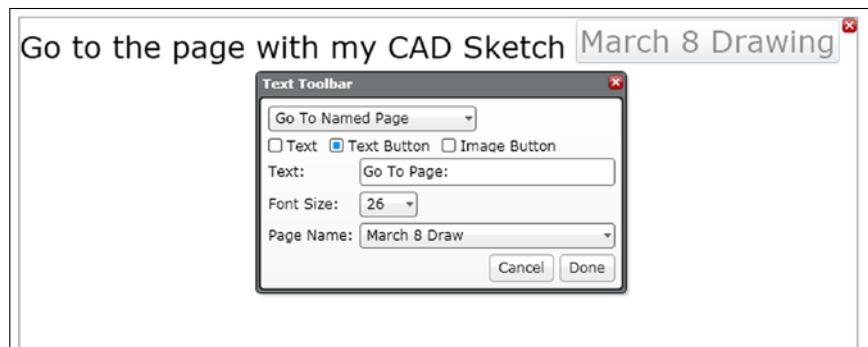 Go to the page with my CAD Sketch March 8 Drawing
Text Toolbar
Go To Named Page
Text Text Button Image Button
Text: Go To Page:
Font Size: 26
Page Name: March 8 Draw
Cancel Done